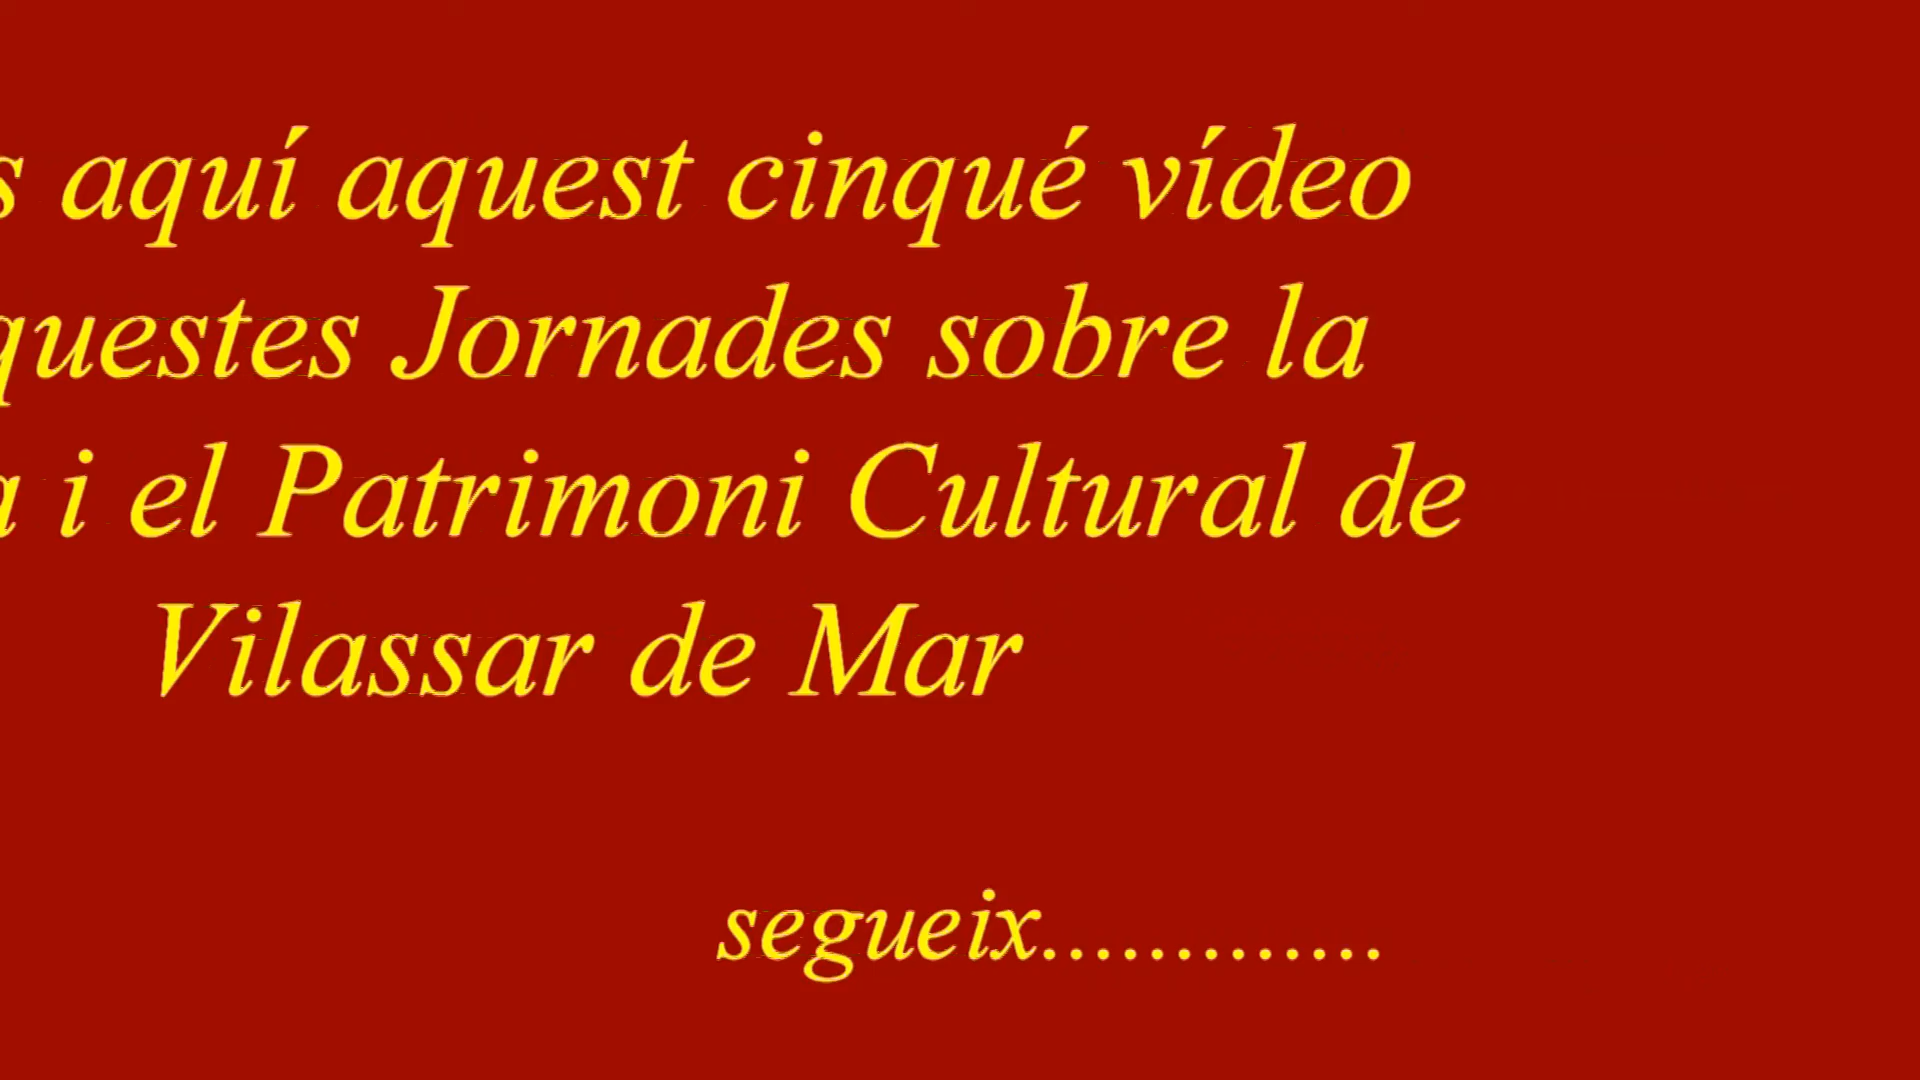 s aquí aquest cinqué vídeo
questes Jornades sobre la
a i el Patrimoni Cultural de
Vilassar de Mar
segueix.............